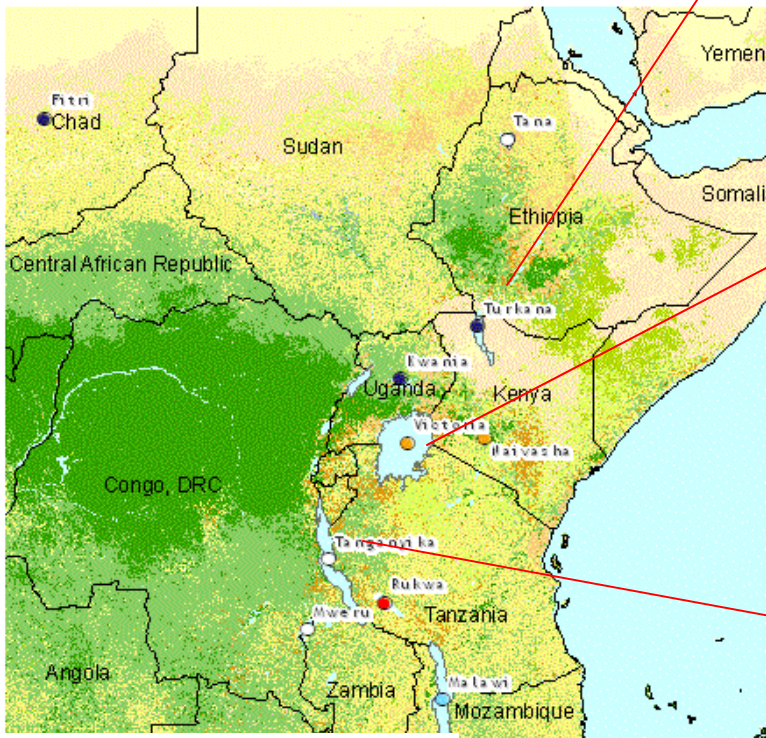 Yemen
Fitri
Chad
Tana
Sudan
Somali
Ethiopia
Central African Republic
Turkana
Kwania
Uganda
Kenya
Victoria
Naivasha
Congo, DRC
Tanganyika
Rukwa
Tanzania
Mweru
Angola
Zambia
Malawi
Mozambique